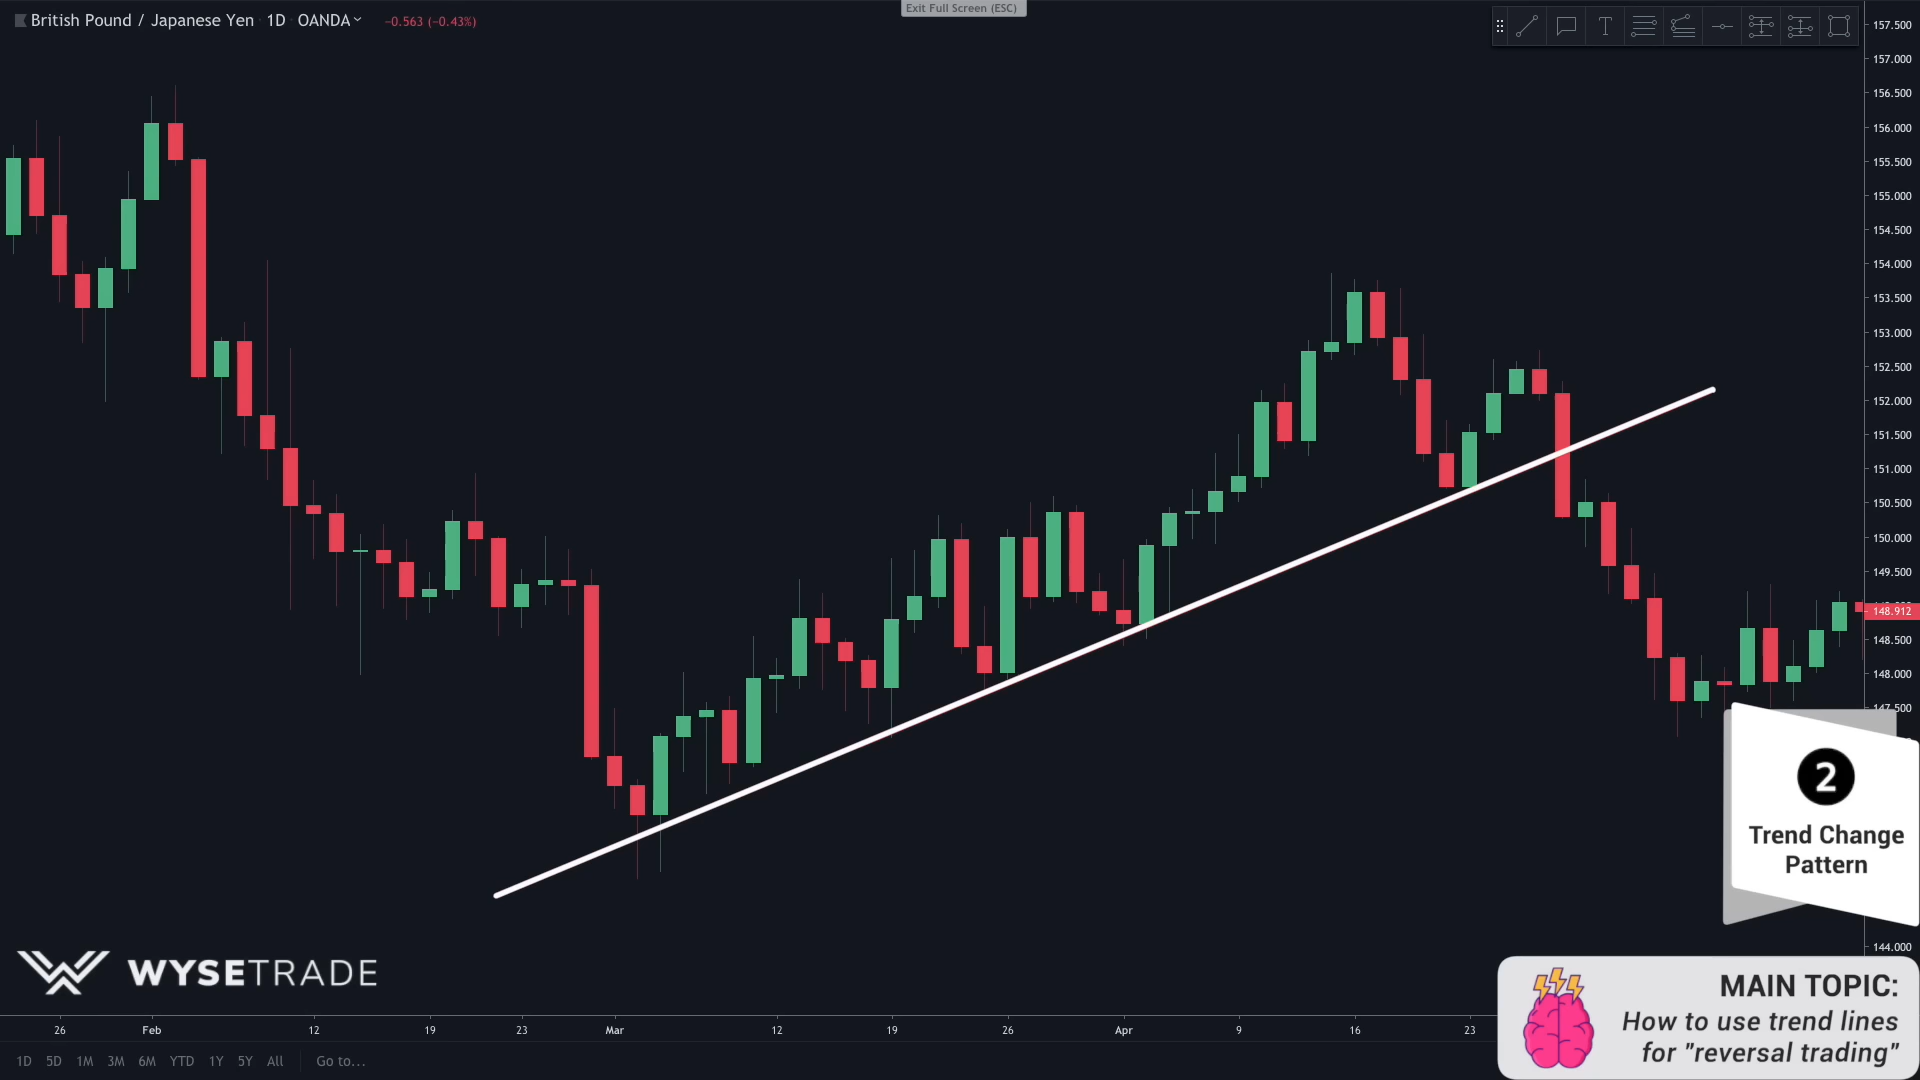 Exit Full Screen (ESC)
British Pound / Japanese Yen · 1D · OANDA −0.563 (−0.43%)
T
157.500
157.000
156.500
156.000
155.500
155.000
154.500
154.000
153.500
153.000
152.500
152.000
151.500
151.000
150.500
150.000
149.500
148.912
148.500
148.000
147.500
2
Trend Change
Pattern
144.000
WYSETRADE
MAIN TOPIC:
How to use trend lines
for "reversal trading"
26 Feb 12 19 23 Mar 12 19 26 Apr 9 16 23
1D 5D 1M 3M 6M YTD 1Y 5Y All Go to...